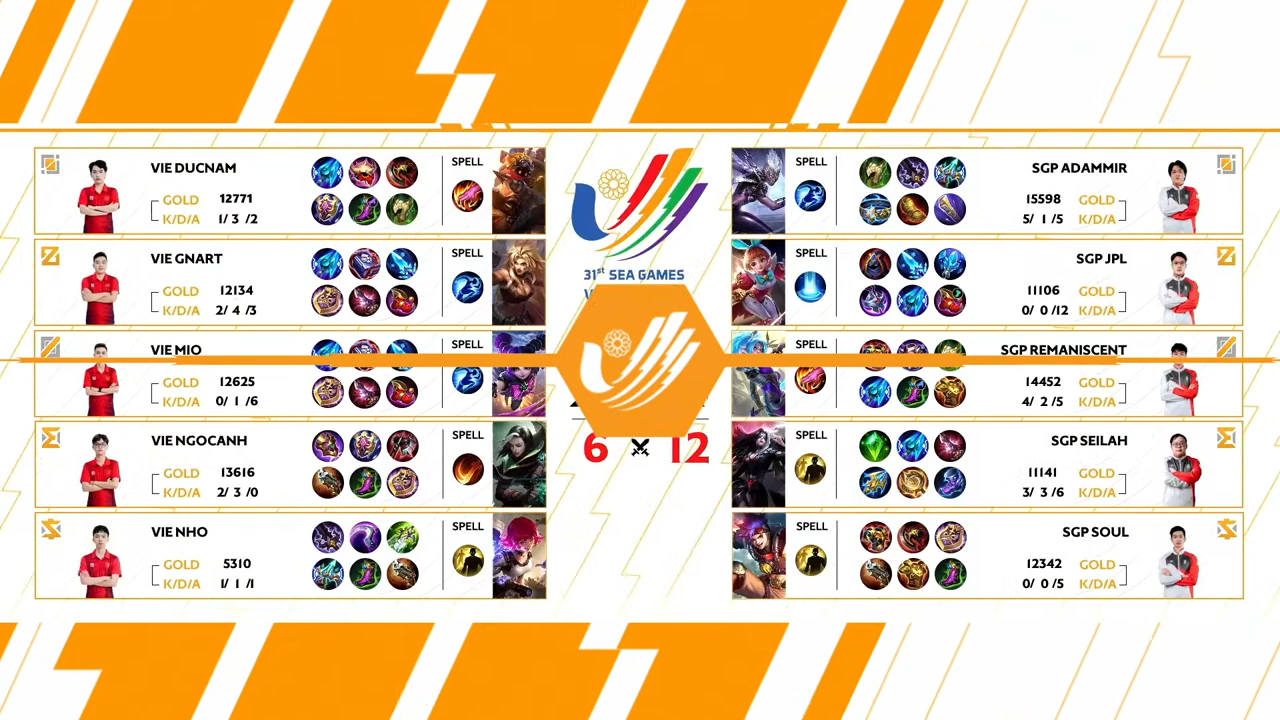 VIE DUCNAM
GOLD 12771
K/D/A 1/ 3 /2
SPELL
VIE GNART
GOLD 12134
K/D/A 2/ 4 /3
SPELL
VIE MIO
GOLD 12625
K/D/A 0/ 1 /6
SPELL
VIE NGOCANH
GOLD 13616
K/D/A 2/ 3 /0
SPELL
VIE NHO
GOLD 5310
K/D/A 1/ 1 /1
SPELL
31st SEA GAMES
6 12
SPELL
SGP ADAMMIR
15598 GOLD
5/ 1 /5 K/D/A
SPELL
SGP JPL
11106 GOLD
0/ 0 /12 K/D/A
SPELL
SGP REMANISCENT
14452 GOLD
4/ 2 /5 K/D/A
SPELL
SGP SEILAH
11141 GOLD
3/ 3 /6 K/D/A
SPELL
SGP SOUL
12342 GOLD
0/ 0 /5 K/D/A